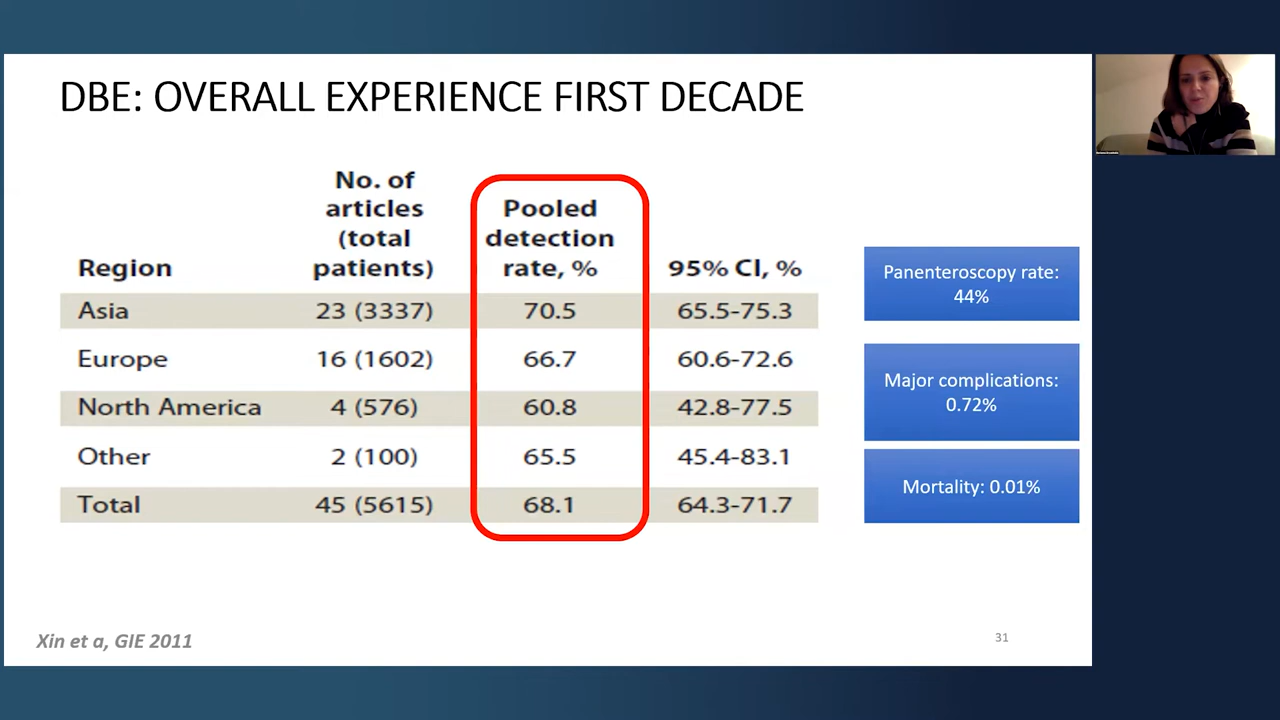 DBE: OVERALL EXPERIENCE FIRST DECADE
No. of
articles
(total
patients)
Pooled
detection
rate, %
Region
95% CI, %
Asia 23 (3337) 70.5 65.5-75.3
Europe 16 (1602) 66.7 60.6-72.6
North America 4 (576) 60.8 42.8-77.5
Other 2 (100) 65.5 45.4-83.1
Total 45 (5615) 68.1 64.3-71.7
Panenteroscopy rate:
44%
Major complications:
0.72%
Mortality: 0.01%
Xin et a, GIE 2011
31